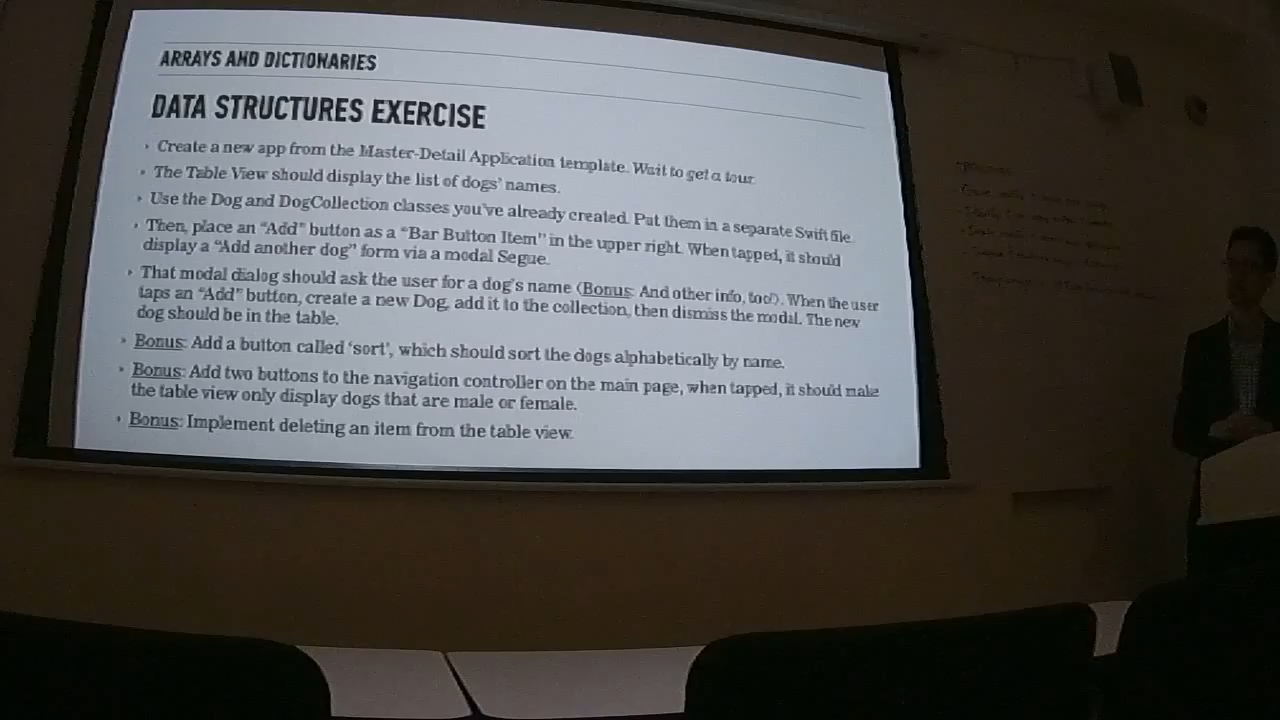 ARRAYS AND DICTIONARIES
DATA STRUCTURES EXERCISE
› Create a new app from the Master-Detail Application template. Wait to get a tour.
› The Table View should display the list of dogs' names.
› Use the Dog and DogCollection classes you've already created. Put them in a separate Swift file.
› Then, place an "Add" button as a "Bar Button Item" in the upper right. When tapped, it should
display a "Add another dog" form via a modal Segue.
› That modal dialog should ask the user for a dog's name (Bonus: And other info, too!). When the user
taps an "Add" button, create a new Dog, add it to the collection, then dismiss the modal. The new
dog should be in the table.
› Bonus: Add a button called 'sort', which should sort the dogs alphabetically by name.
› Bonus: Add two buttons to the navigation controller on the main page, when tapped, it should make
the table view only display dogs that are male or female.
› Bonus: Implement deleting an item from the table view.